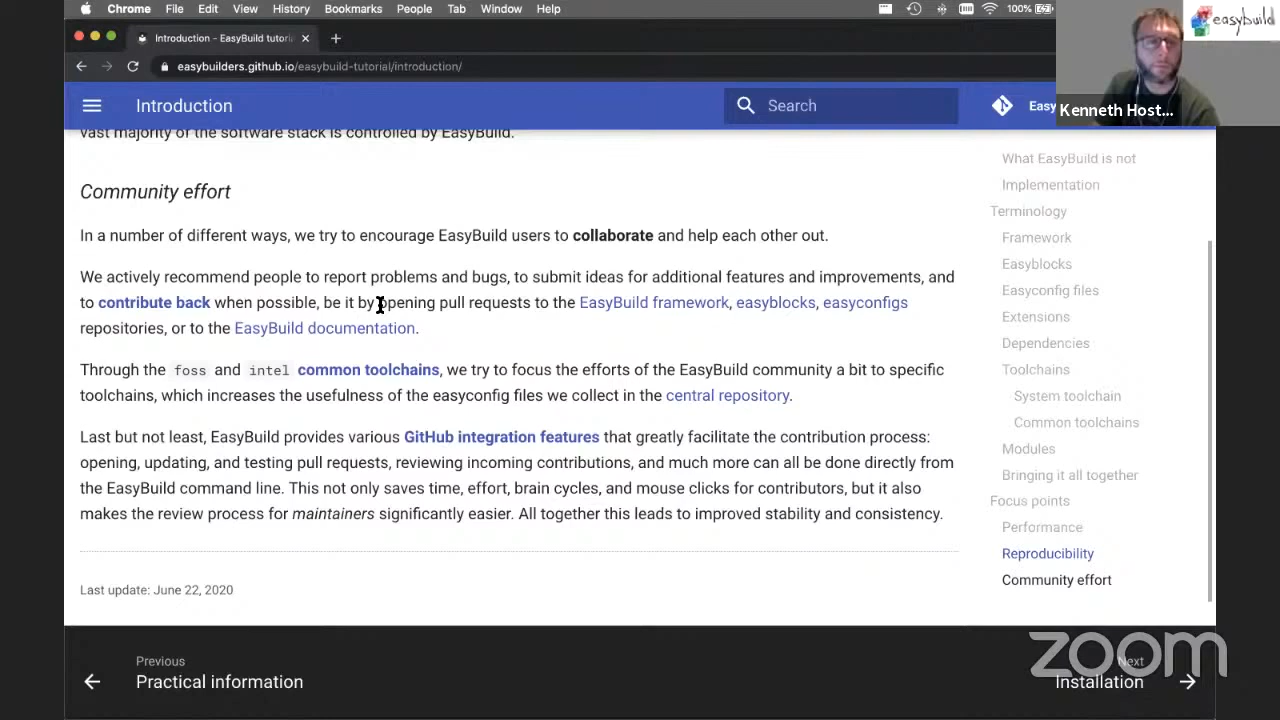 Chrome File Edit View History Bookmarks People Tab Window Help 100%
easybuild
Introduction - EasyBuild tutori
easybuilders.github.io/easybuild-tutorial/introduction/
Introduction
Search
Easy
Kenneth Host...
vast majority of the software stack is controlled by EasyBuild.
Community effort
In a number of different ways, we try to encourage EasyBuild users to collaborate and help each other out.
We actively recommend people to report problems and bugs, to submit ideas for additional features and improvements, and
to contribute back when possible, be it by opening pull requests to the EasyBuild framework, easyblocks, easyconfigs
repositories, or to the EasyBuild documentation.
Through the foss and intel common toolchains, we try to focus the efforts of the EasyBuild community a bit to specific
toolchains, which increases the usefulness of the easyconfig files we collect in the central repository.
Last but not least, EasyBuild provides various GitHub integration features that greatly facilitate the contribution process:
opening, updating, and testing pull requests, reviewing incoming contributions, and much more can all be done directly from
the EasyBuild command line. This not only saves time, effort, brain cycles, and mouse clicks for contributors, but it also
makes the review process for maintainers significantly easier. All together this leads to improved stability and consistency.
Last update: June 22, 2020
What EasyBuild is not
Implementation
Terminology
Framework
Easyblocks
Easyconfig files
Extensions
Dependencies
Toolchains
System toolchain
Common toolchains
Modules
Bringing it all together
Focus points
Performance
Reproducibility
Community effort
Previous
Practical information
Next
Installation
zoom